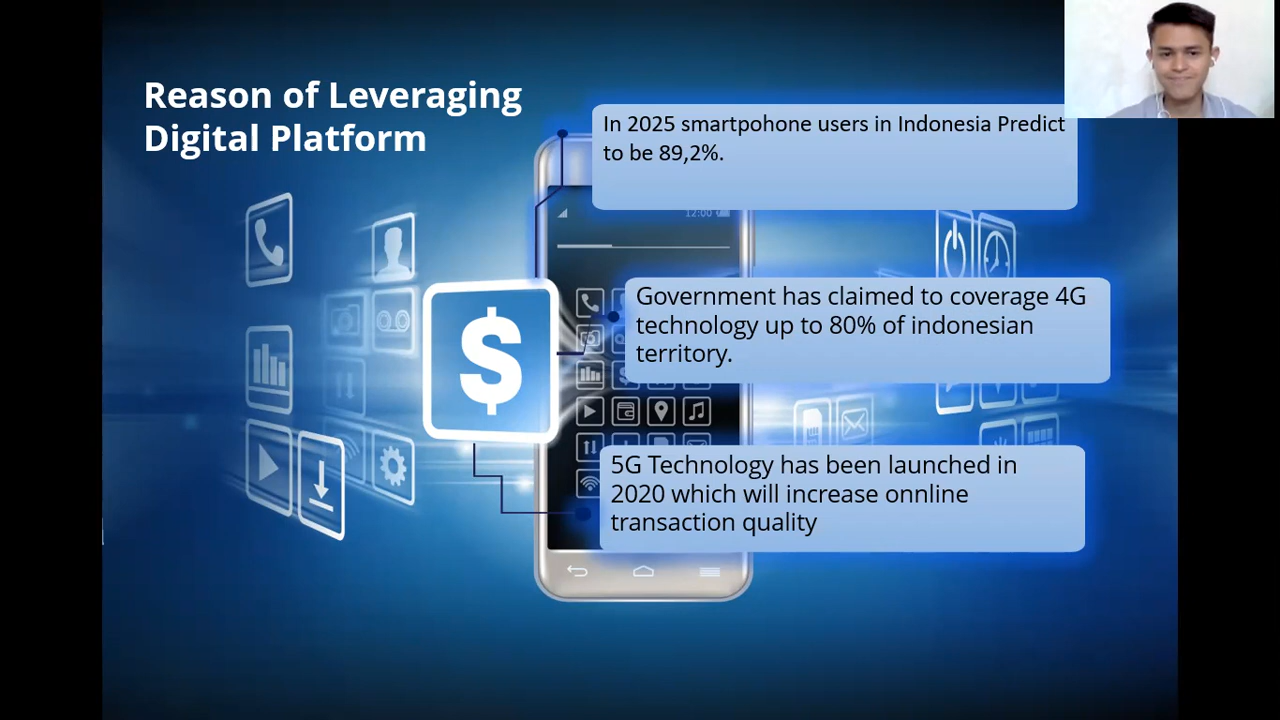 Reason of Leveraging
Digital Platform
In 2025 smartpohone users in Indonesia Predict
to be 89,2%.
12:00
Government has claimed to coverage 4G
technology up to 80% of indonesian
territory.
$
5G Technology has been launched in
2020 which will increase onnline
transaction quality